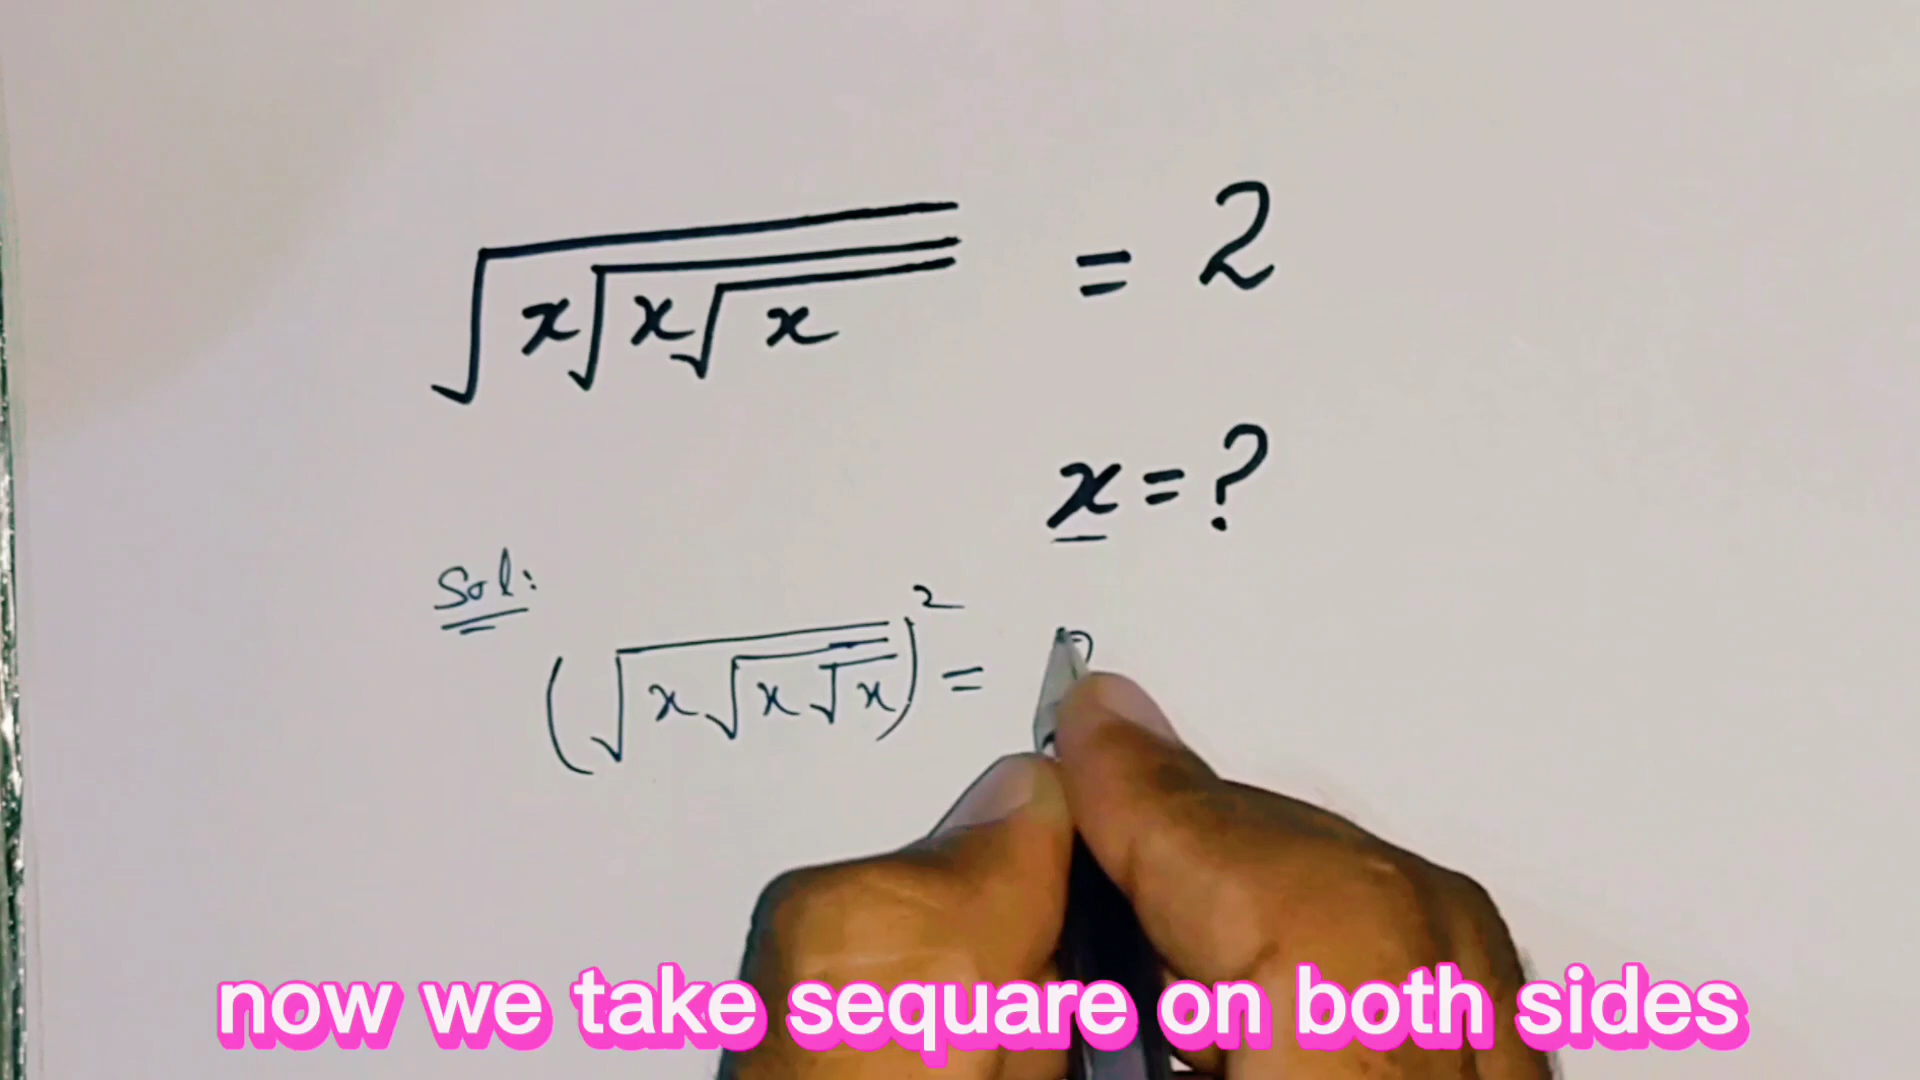 √(x√(x√x)) = 2
x = ?
Sol:
(√(x√(x√x)))² =
now we take sequare on both sides